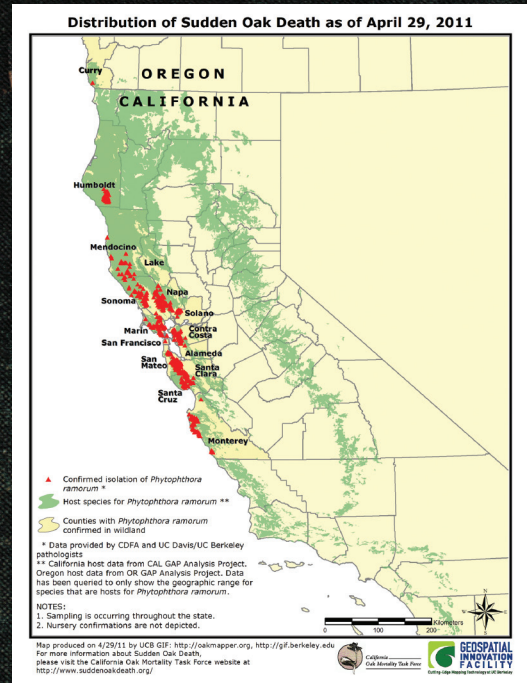 Distribution of Sudden Oak Death as of April 29, 2011
Curry
OREGON
CALIFORNIA
Humboldt
Mendocino
Lake
Napa
Sonoma
Solano
Marin
Contra
Costa
San Francisco
Alameda
San
Mateo
Santa
Clara
Santa
Cruz
Monterey
Confirmed isolation of Phytophthora
ramorum *
Host species for Phytophthora ramorum **
Counties with Phytophthora ramorum
confirmed in wildland
* Data provided by CDFA and UC Davis/UC Berkeley
pathologists
** California host data from CAL GAP Analysis Project.
Oregon host data from OR GAP Analysis Project. Data
has been queried to only show the geographic range for
species that are hosts for Phytophthora ramorum.
NOTES:
1. Sampling is occurring throughout the state.
2. Nursery confirmations are not depicted.
Kilometers
0 100 200
N
Map produced on 4/29/11 by UCB GIF: http://oakmapper.org, http://gif.berkeley.edu
For more information about Sudden Oak Death,
please visit the California Oak Mortality Task Force website at
http://www.suddenoakdeath.org/
California
Oak Mortality Task Force
GEOSPATIAL
INNOVATION
FACILITY
Cutting-Edge Mapping Technology at UC Berkeley